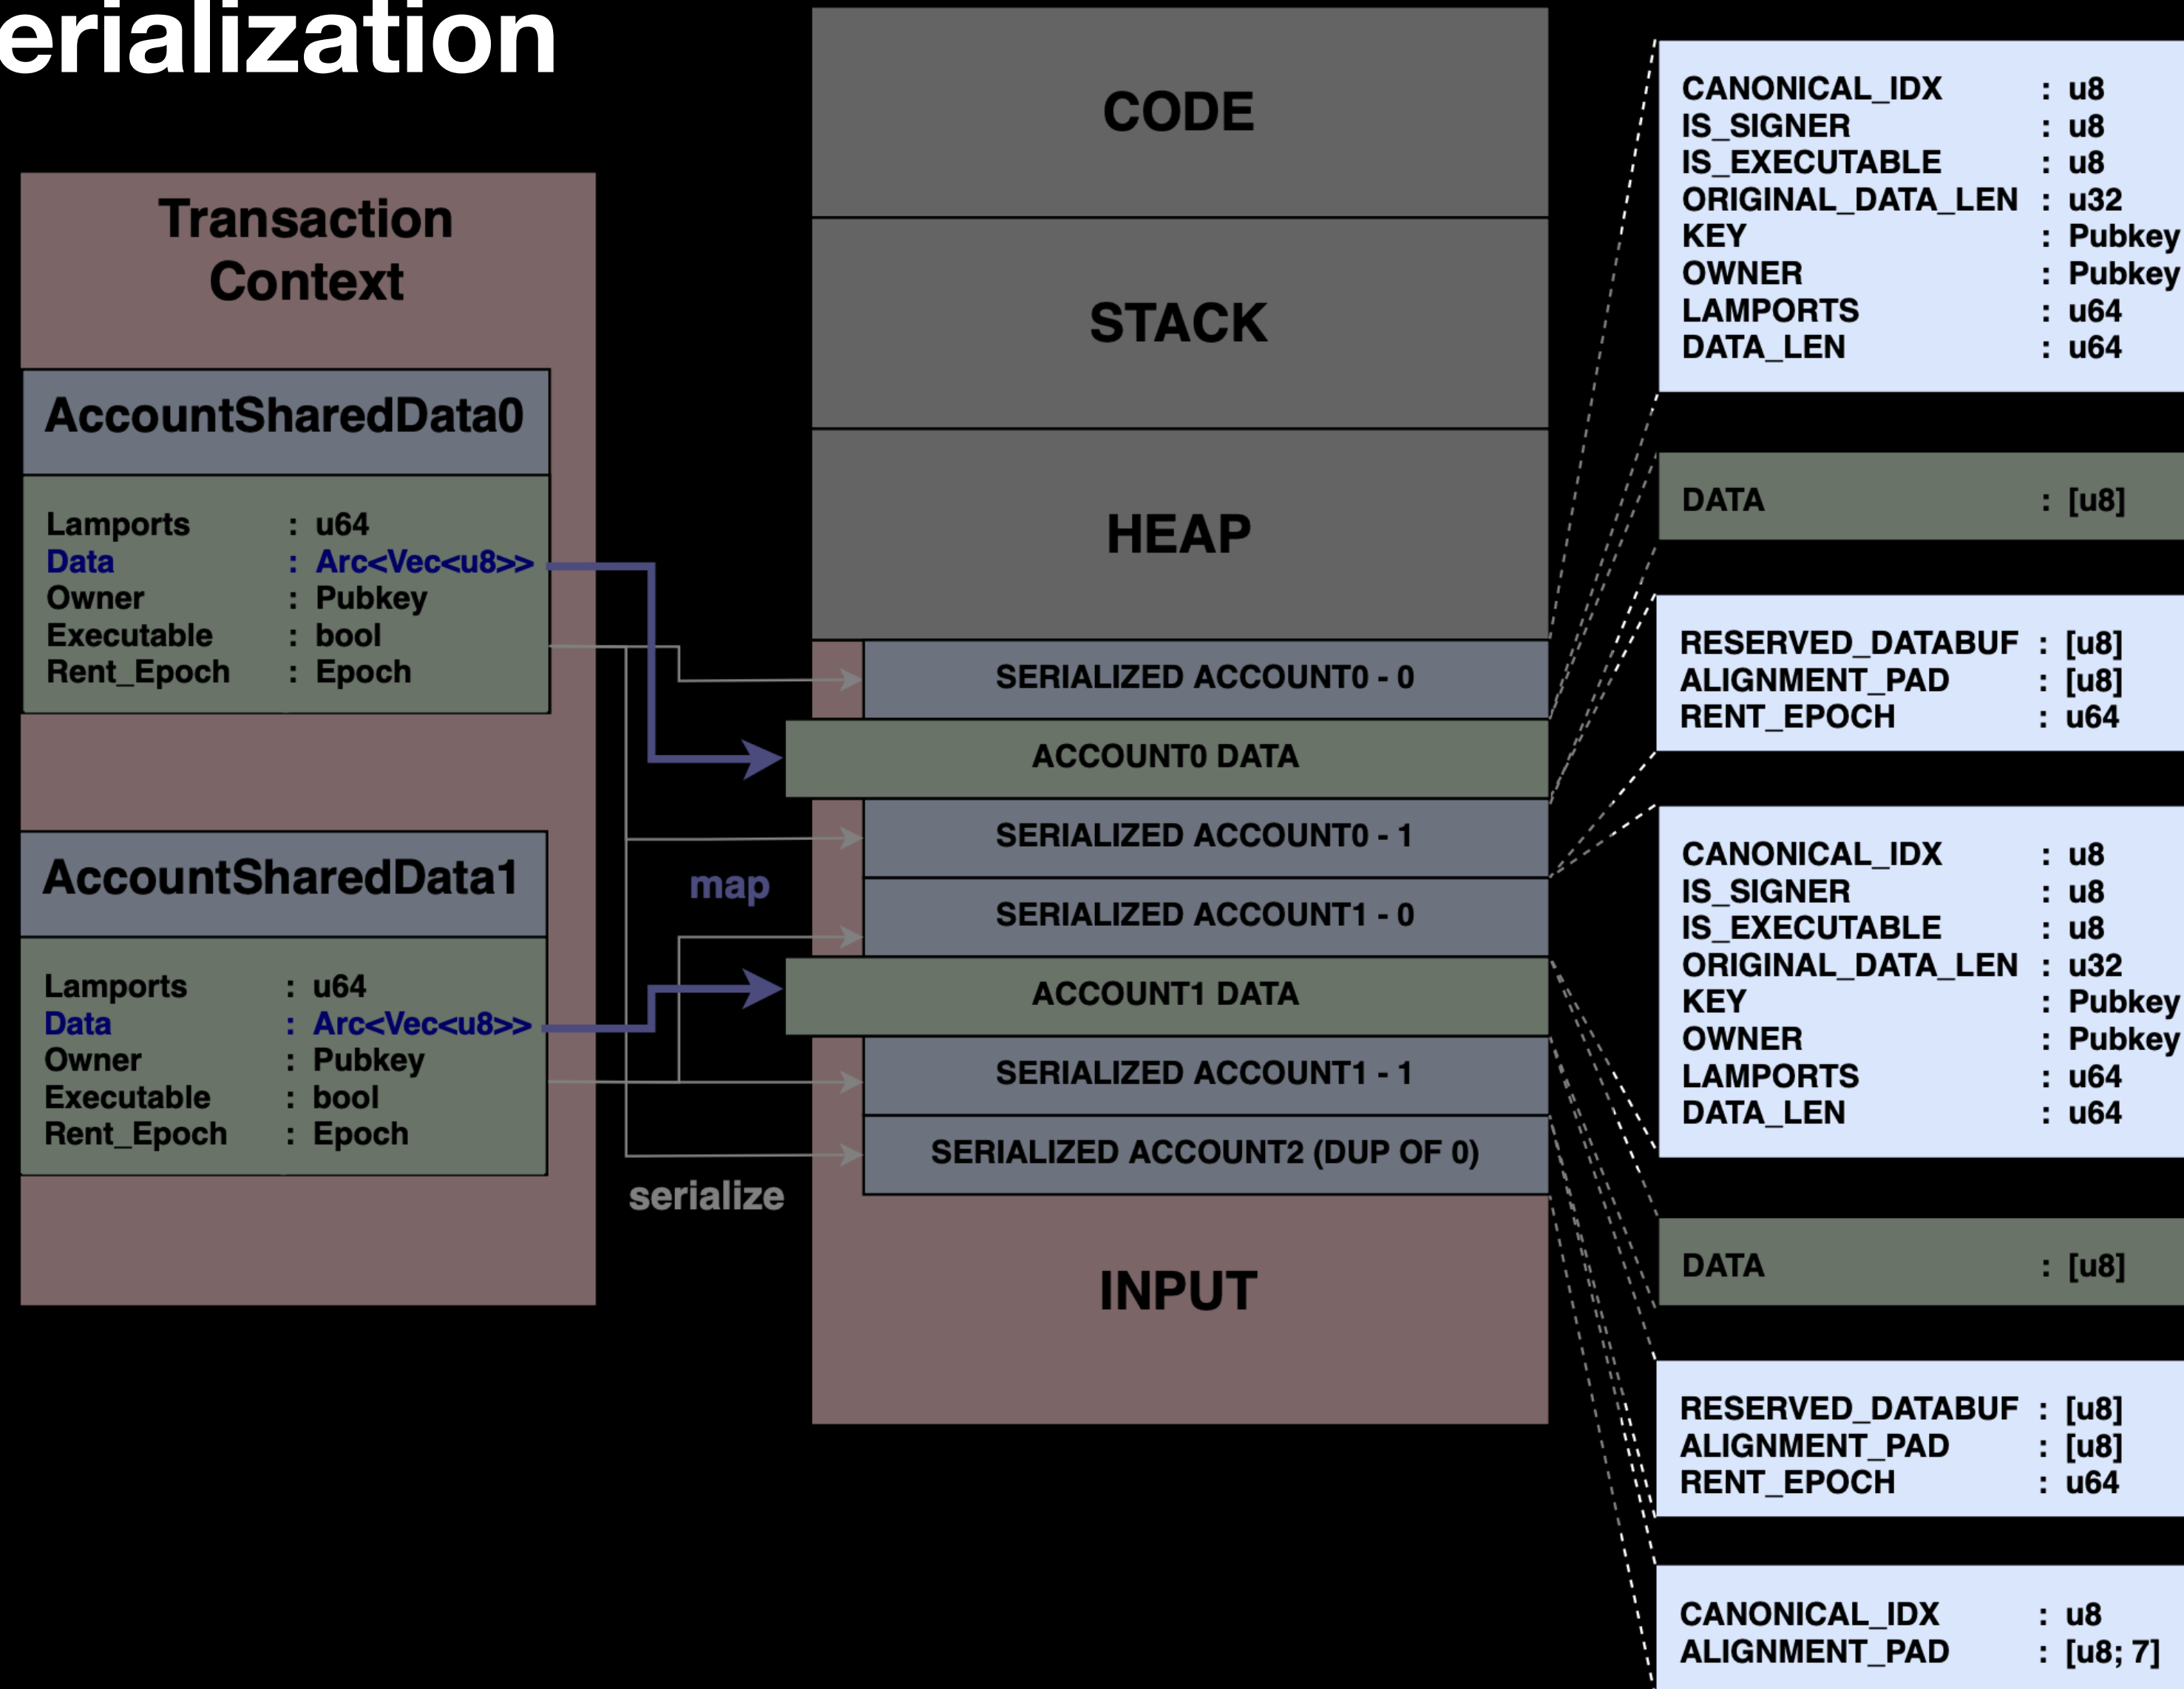 erialization
Transaction
Context
AccountSharedData0
Lamports : u64
Data : Arc<Vec<u8>>
Owner : Pubkey
Executable : bool
Rent_Epoch : Epoch
AccountSharedData1
Lamports : u64
Data : Arc<Vec<u8>>
Owner : Pubkey
Executable : bool
Rent_Epoch : Epoch
map
serialize
CODE
STACK
HEAP
SERIALIZED ACCOUNT0 - 0
ACCOUNT0 DATA
SERIALIZED ACCOUNT0 - 1
SERIALIZED ACCOUNT1 - 0
ACCOUNT1 DATA
SERIALIZED ACCOUNT1 - 1
SERIALIZED ACCOUNT2 (DUP OF 0)
INPUT
CANONICAL_IDX : u8
IS_SIGNER : u8
IS_EXECUTABLE : u8
ORIGINAL_DATA_LEN : u32
KEY : Pubkey
OWNER : Pubkey
LAMPORTS : u64
DATA_LEN : u64
DATA : [u8]
RESERVED_DATABUF : [u8]
ALIGNMENT_PAD : [u8]
RENT_EPOCH : u64
CANONICAL_IDX : u8
IS_SIGNER : u8
IS_EXECUTABLE : u8
ORIGINAL_DATA_LEN : u32
KEY : Pubkey
OWNER : Pubkey
LAMPORTS : u64
DATA_LEN : u64
DATA : [u8]
RESERVED_DATABUF : [u8]
ALIGNMENT_PAD : [u8]
RENT_EPOCH : u64
CANONICAL_IDX : u8
ALIGNMENT_PAD : [u8; 7]